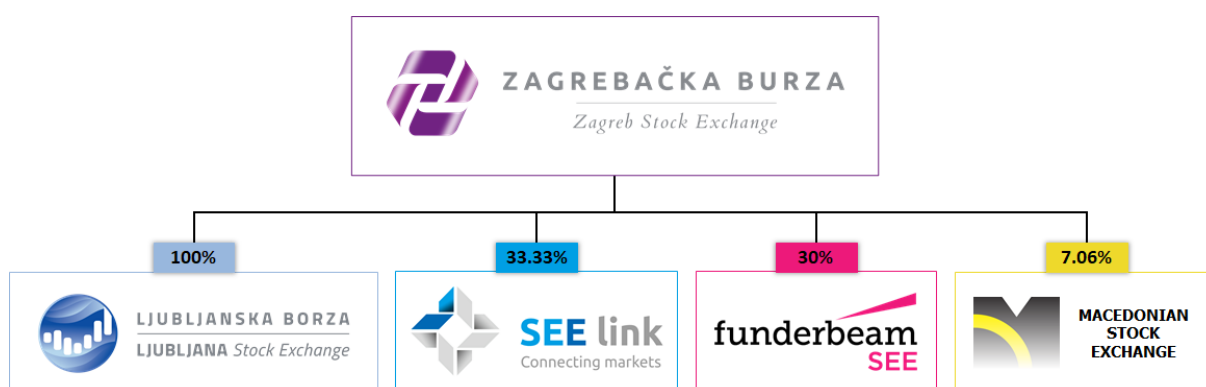 ZAGREBAČKA BURZA
Zagreb Stock Exchange
100%
33.33%
30%
7.06%
LJUBLJANSKA BORZA
LJUBLJANA Stock Exchange
SEE link
Connecting markets
funderbeam
SEE
MACEDONIAN
STOCK
EXCHANGE